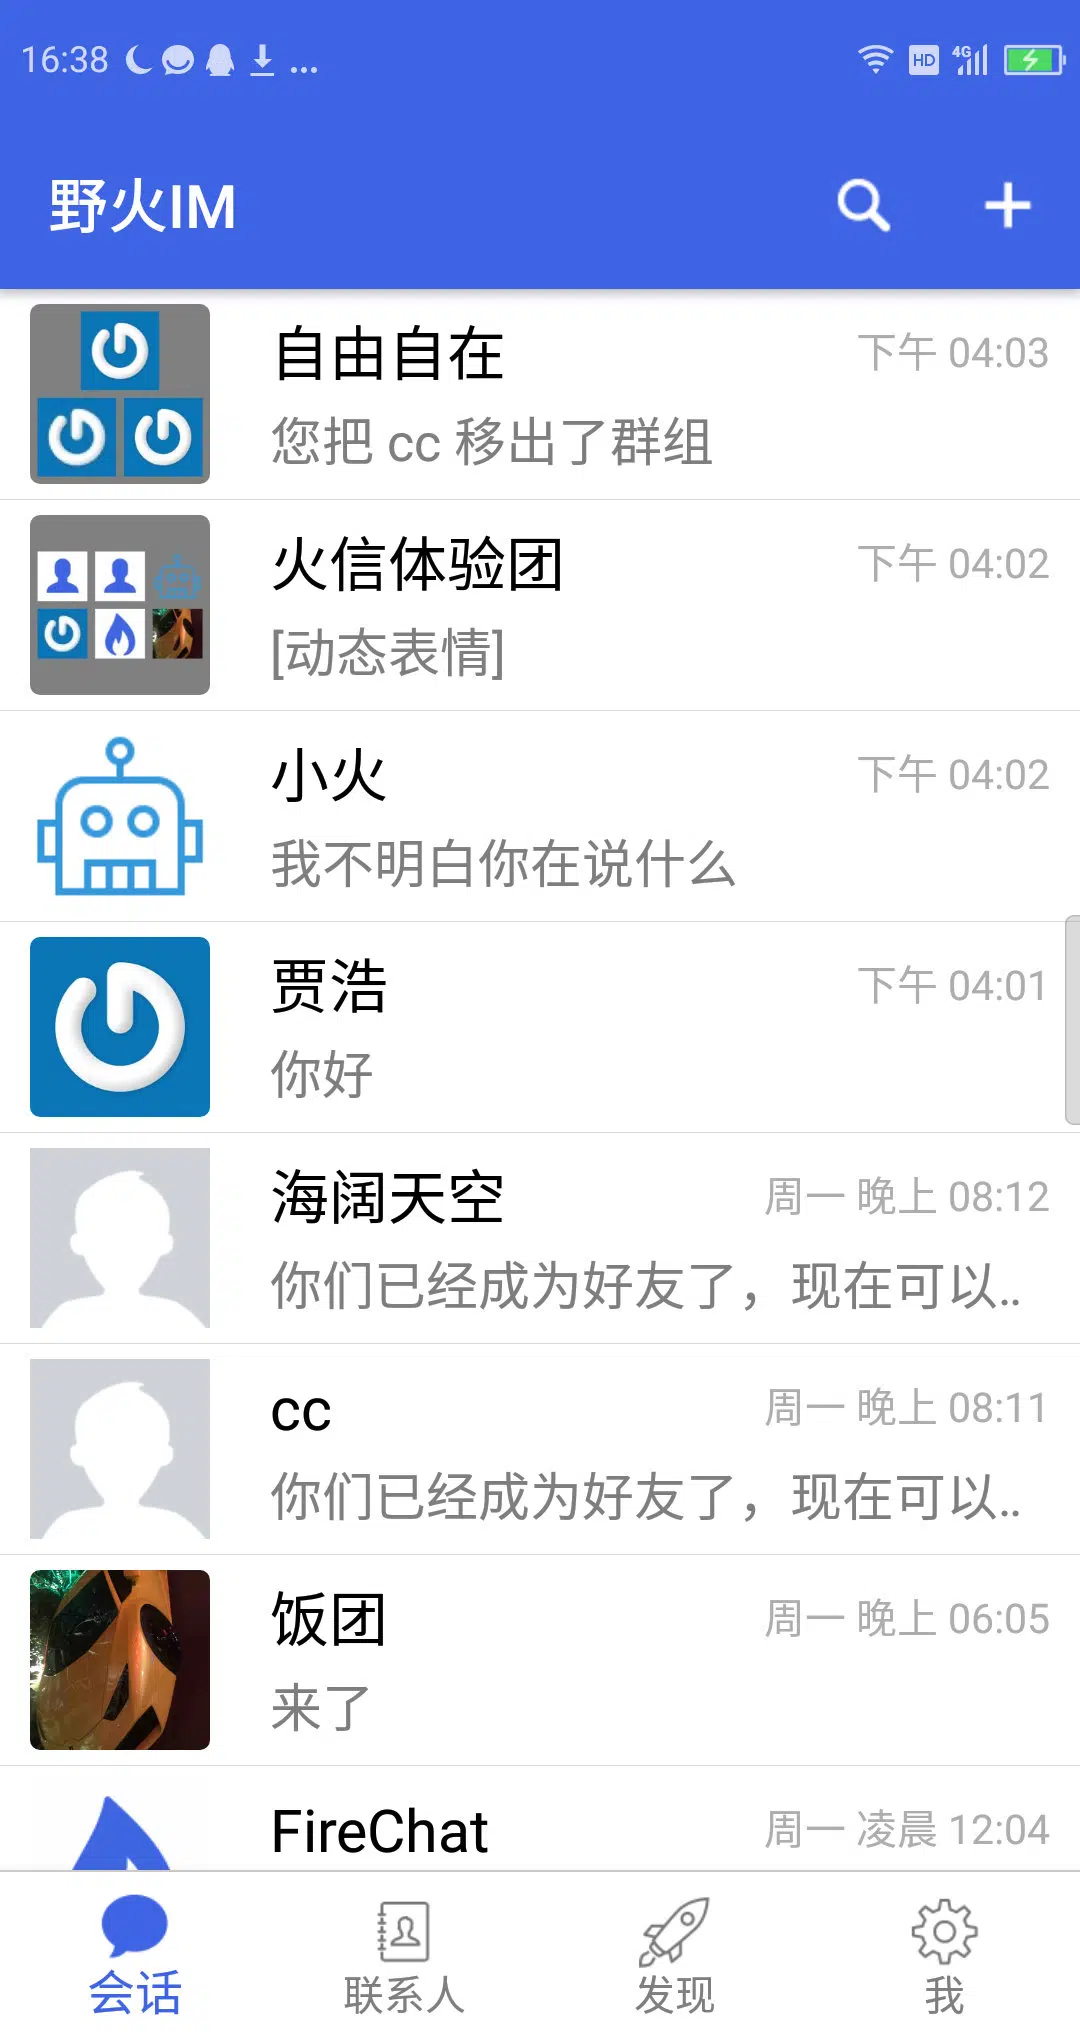 16:38
HD
4G
野火IM
自由自在
下午 04:03
您把 cc 移出了群组
火信体验团
下午 04:02
[动态表情]
小火
下午 04:02
我不明白你在说什么
贾浩
下午 04:01
你好
海阔天空
周一 晚上 08:12
你们已经成为好友了，现在可以..
cc
周一 晚上 08:11
你们已经成为好友了，现在可以..
饭团
周一 晚上 06:05
来了
FireChat
周一 凌晨 12:04
会话
联系人
发现
我